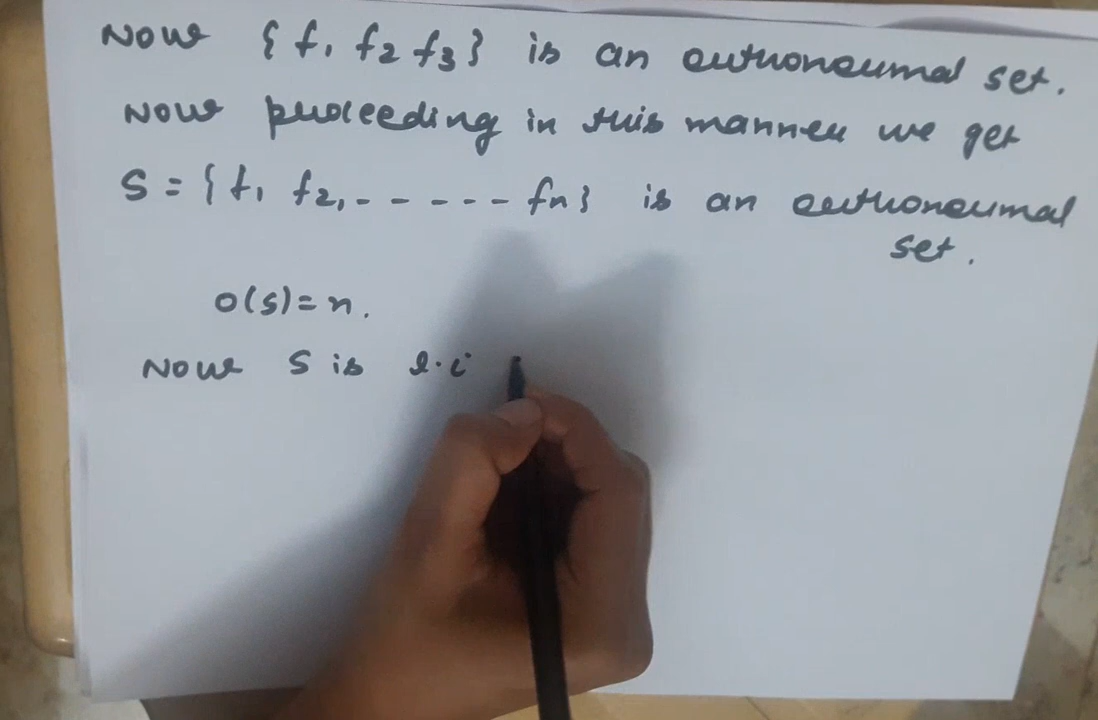 Now {f1 f2 f3} is an orthonormal set.
Now proceeding in this manner we get
S = {f1 f2, - - - - - - fn} is an orthonormal
set.
o(S) = n.
Now S is l.i